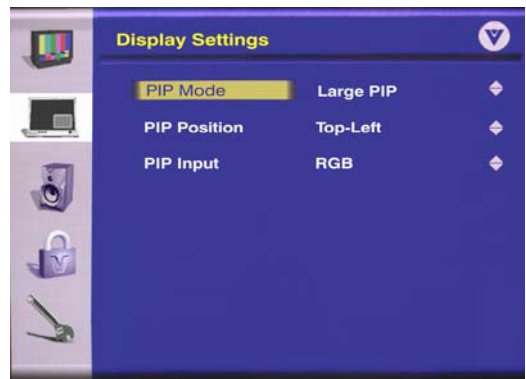 Display Settings
PIP Mode Large PIP
PIP Position Top-Left
PIP Input RGB